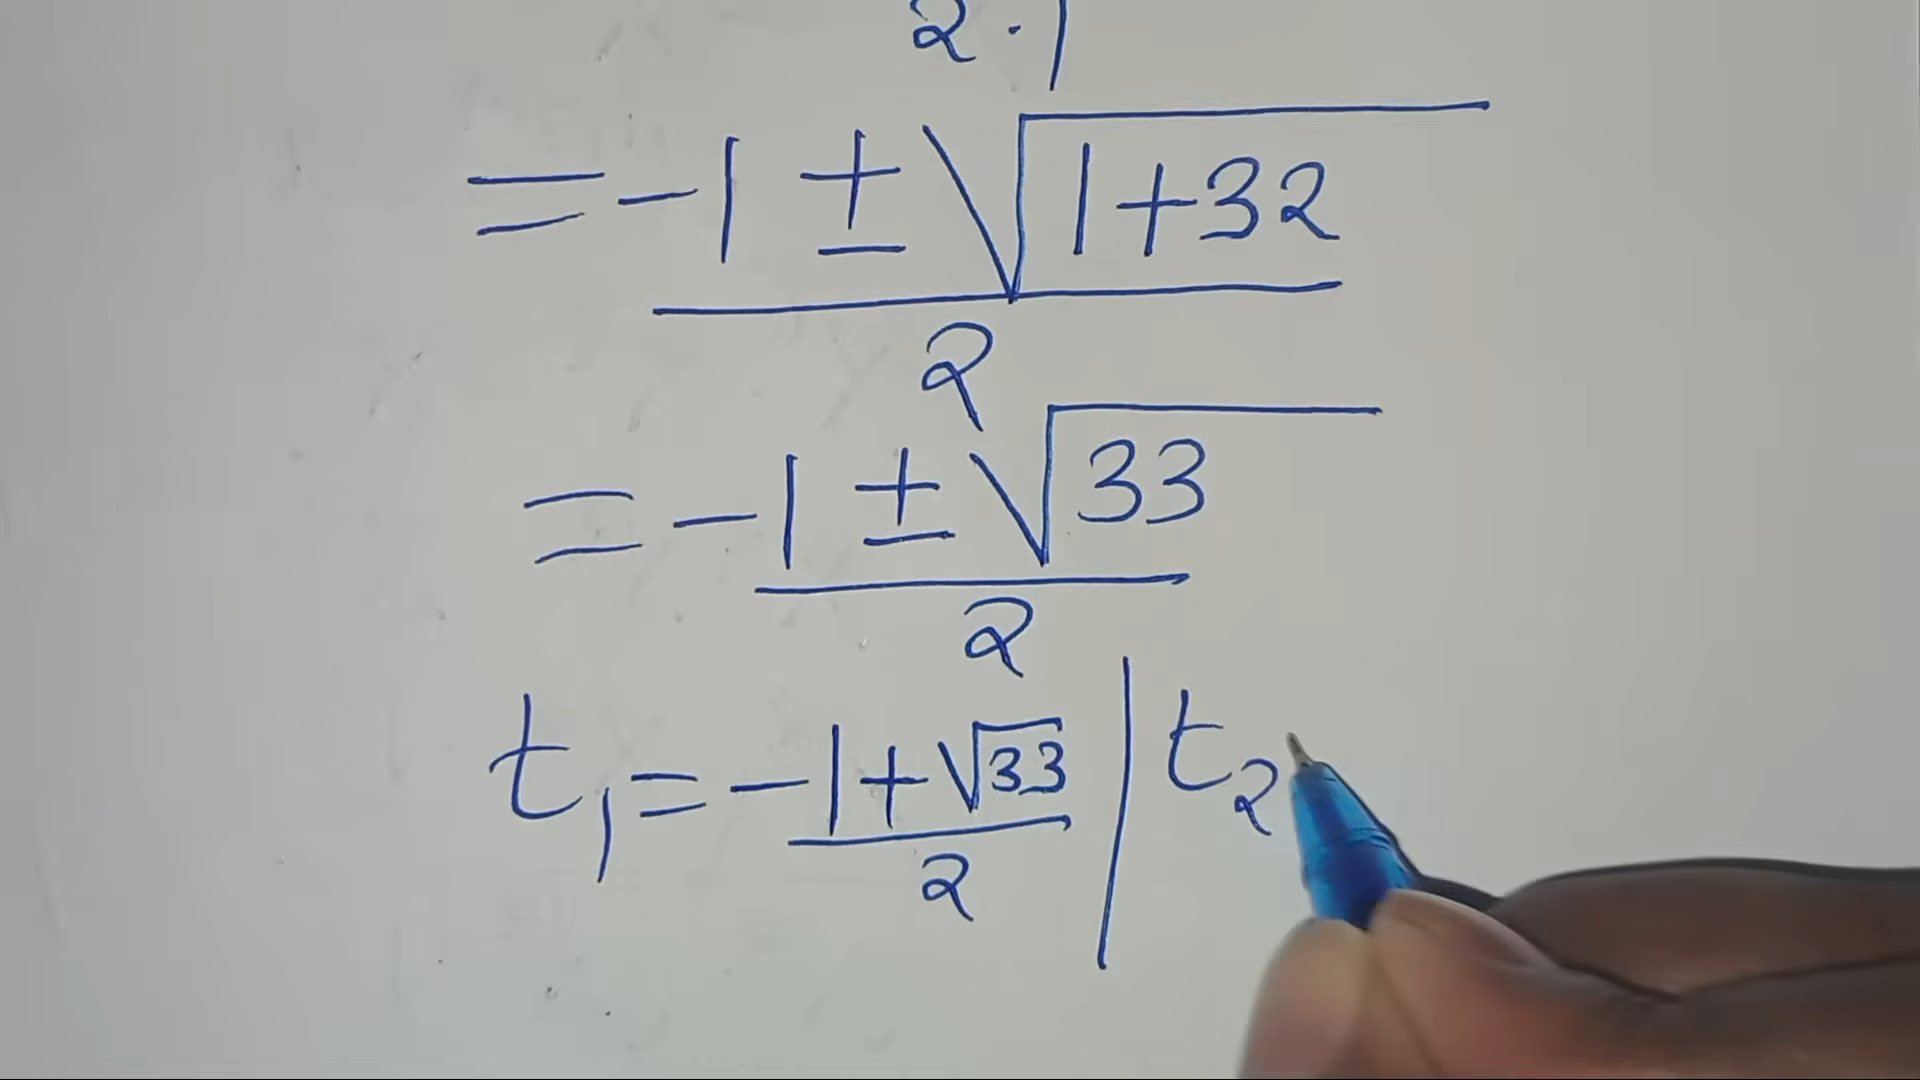 2 · 1
= -1 ± √1+32
2
= -1 ± √33
2
t₁ = -1 + √33 | t₂
2